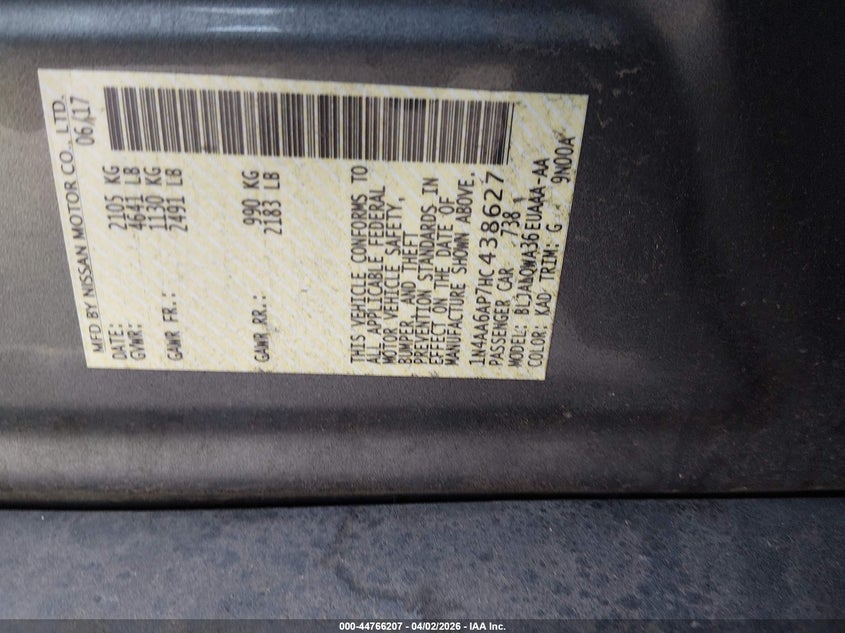 MFD BY NISSAN MOTOR CO., LTD.
DATE: 06/17
GVWR: 2105 KG
4641 LB
GAWR FR.: 1130 KG
2491 LB
GAWR RR.: 990 KG
2183 LB
THIS VEHICLE CONFORMS TO
ALL APPLICABLE FEDERAL
MOTOR VEHICLE SAFETY,
BUMPER, AND THEFT
PREVENTION STANDARDS IN
EFFECT ON THE DATE OF
MANUFACTURE SHOWN ABOVE.
1N4AA6AP7HC438627
PASSENGER CAR 738
MODEL: BLJANQWA36EUAAA-AA
COLOR: KAD TRIM: G 9N00A
000-44766207 - 04/02/2026 - IAA Inc.